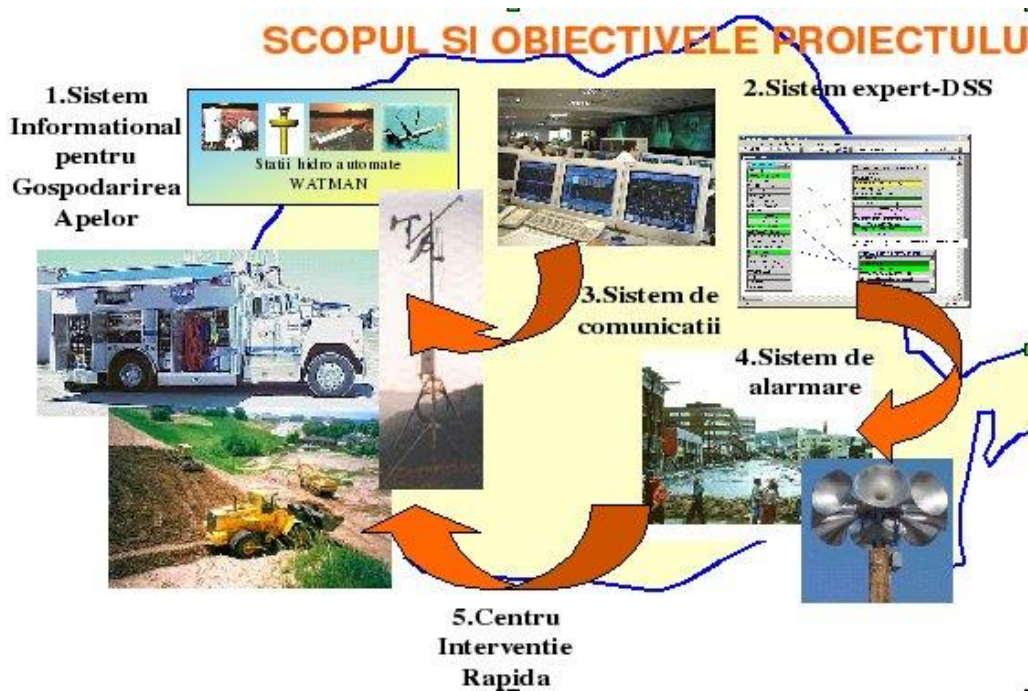 SCOPUL SI OBIECTIVELE PROIECTULU
1.Sistem
Informational
pentru
Gospodarirea
Apelor
Statii hidro automate
WATMAN
2.Sistem expert-DSS
3.Sistem de
comunicatii
4.Sistem de
alarmare
5.Centru
Interventie
Rapida